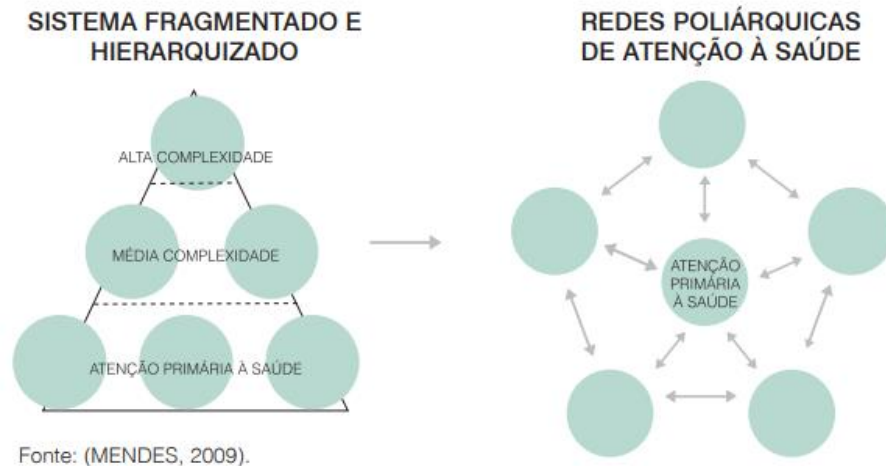 SISTEMA FRAGMENTADO E
HIERARQUIZADO
ALTA COMPLEXIDADE
MÉDIA COMPLEXIDADE
ATENÇÃO PRIMÁRIA À SAÚDE
REDES POLIÁRQUICAS
DE ATENÇÃO À SAÚDE
ATENÇÃO
PRIMÁRIA
À SAÚDE
Fonte: (MENDES, 2009).